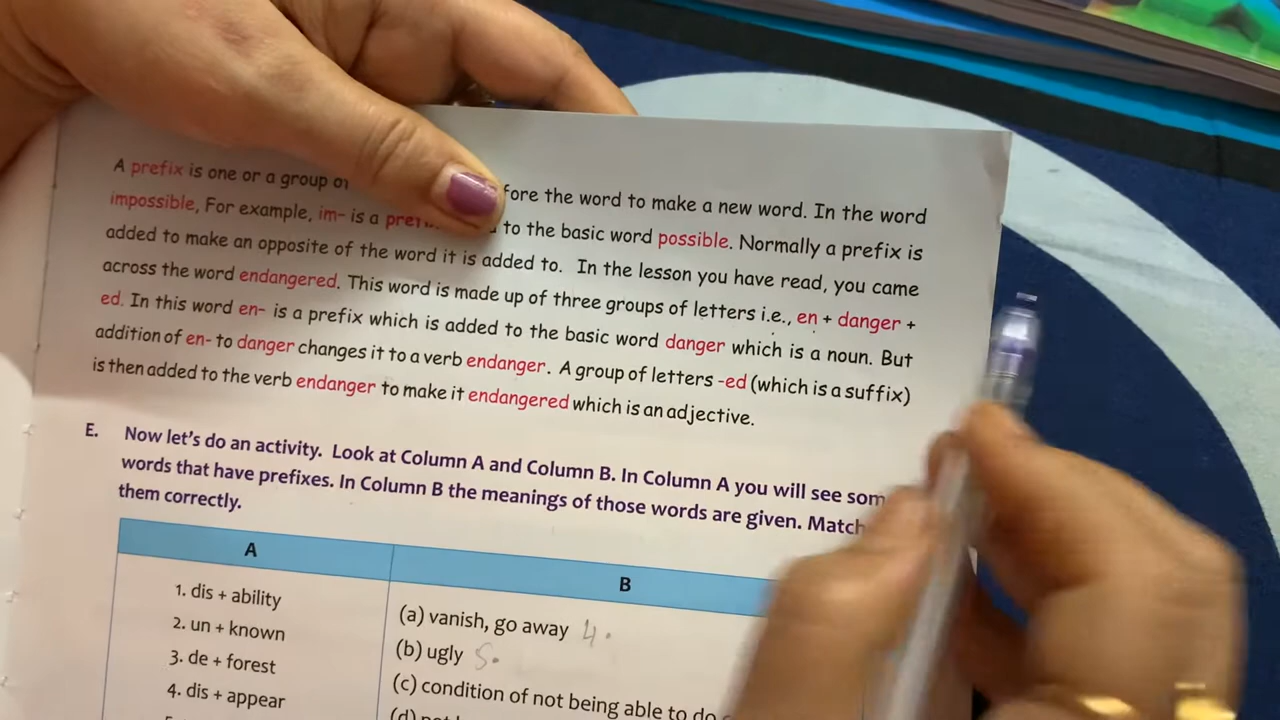 A prefix is one or a group of fore the word to make a new word. In the word
impossible, For example, im- is a to the basic word possible. Normally a prefix is
added to make an opposite of the word it is added to. In the lesson you have read, you came
across the word endangered. This word is made up of three groups of letters i.e., en + danger +
ed. In this word en- is a prefix which is added to the basic word danger which is a noun. But
addition of en- to danger changes it to a verb endanger. A group of letters -ed (which is a suffix)
is then added to the verb endanger to make it endangered which is an adjective.
E. Now let's do an activity. Look at Column A and Column B. In Column A you will see som
words that have prefixes. In Column B the meanings of those words are given. Match
them correctly.
A B
1. dis + ability
2. un + known
3. de + forest
4. dis + appear
(a) vanish, go away 4.
(b) ugly 5.
(c) condition of not being able to do
(d)